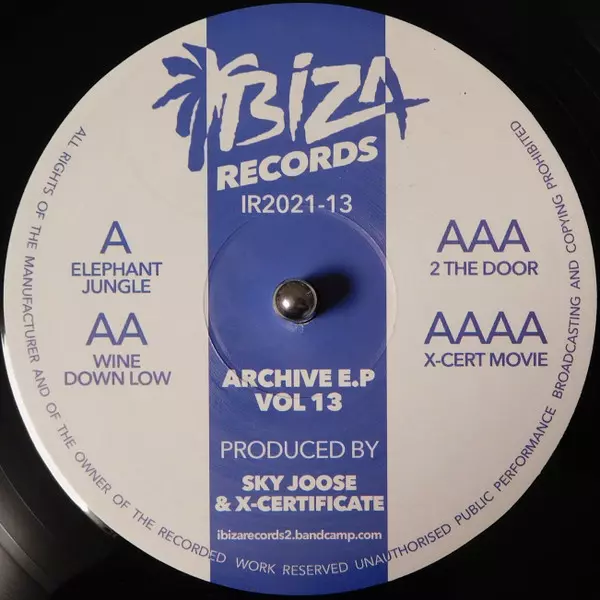 IBIZA
RECORDS
IR2021-13
A
ELEPHANT
JUNGLE
AA
WINE
DOWN LOW
AAA
2 THE DOOR
AAAA
X-CERT MOVIE
ARCHIVE E.P
VOL 13
PRODUCED BY
SKY JOOSE
& X-CERTIFICATE
ibizarecords2.bandcamp.com
ALL RIGHTS OF THE MANUFACTURER AND OF THE OWNER OF THE RECORDED WORK RESERVED UNAUTHORISED PUBLIC PERFORMANCE BROADCASTING AND COPYING PROHIBITED